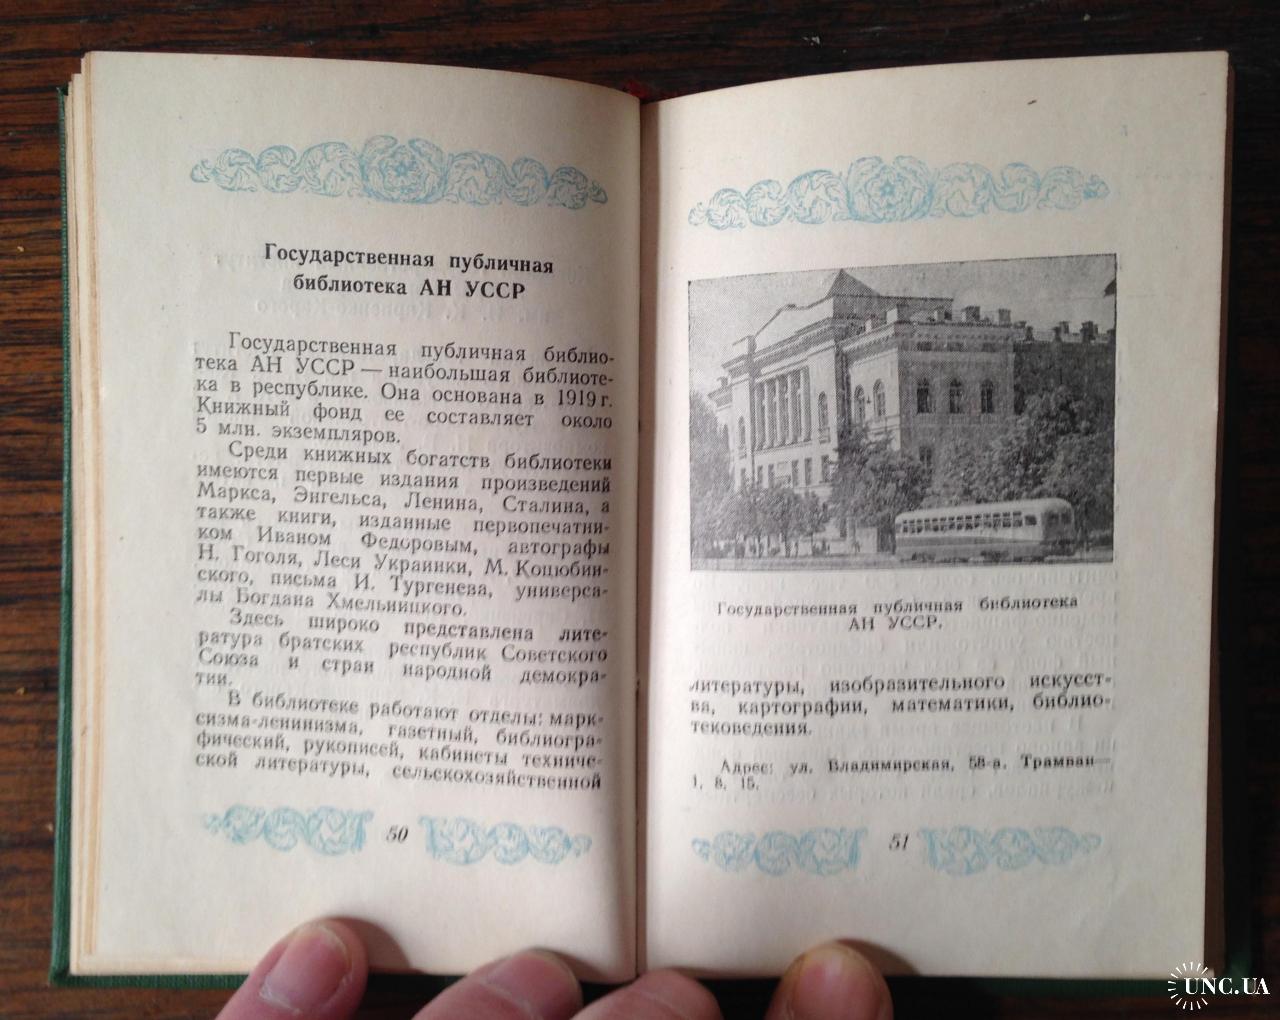 Государственная публичная
библиотека АН УССР
Государственная публичная библио-
тека АН УССР — наибольшая библиоте-
ка в республике. Она основана в 1919 г.
Книжный фонд ее составляет около
5 млн. экземпляров.
Среди книжных богатств библиотеки
имеются первые издания произведений
Маркса, Энгельса, Ленина, Сталина, а
также книги, изданные первопечатни-
ком Иваном Федоровым, автографы
Н. Гоголя, Леси Украинки, М. Коцюбин-
ского, письма И. Тургенева, универса-
лы Богдана Хмельницкого.
Здесь широко представлена лите-
ратура братских республик Советского
Союза и стран народной демокра-
тии.
В библиотеке работают отделы: марк-
сизма-ленинизма, газетный, библиогра-
фический, рукописей, кабинеты техниче-
ской литературы, сельскохозяйственной
50
Государственная публичная библиотека
АН УССР.
литературы, изобразительного искусст-
ва, картографии, математики, библио-
тековедения.
Адрес: ул. Владимирская, 58-а. Трамваи—
1, 8, 15.
51
UNC.UA